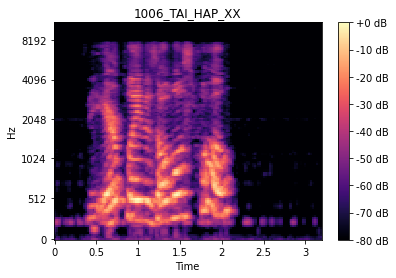 1006_TAI_HAP_XX
+0 dB
8192
-10 dB
4096
-20 dB
-30 dB
2048
Hz
-40 dB
1024
-50 dB
512
-60 dB
-70 dB
0
-80 dB
0 0.5 1 1.5 2 2.5 3
Time